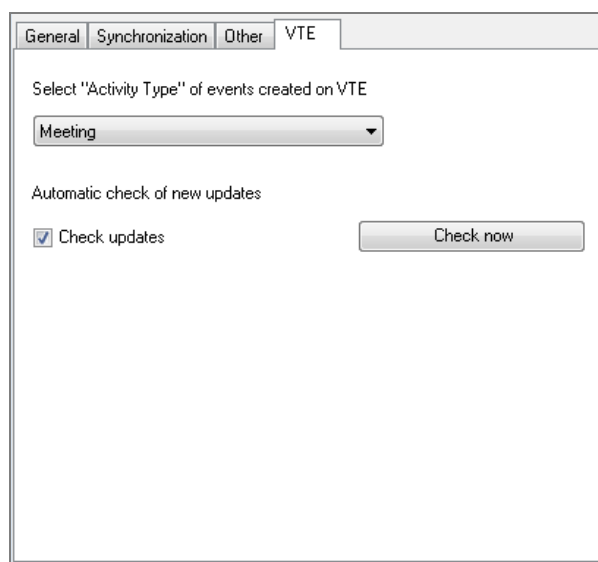 General Synchronization Other VTE
Select "Activity Type" of events created on VTE
Meeting
Automatic check of new updates
Check updates Check now